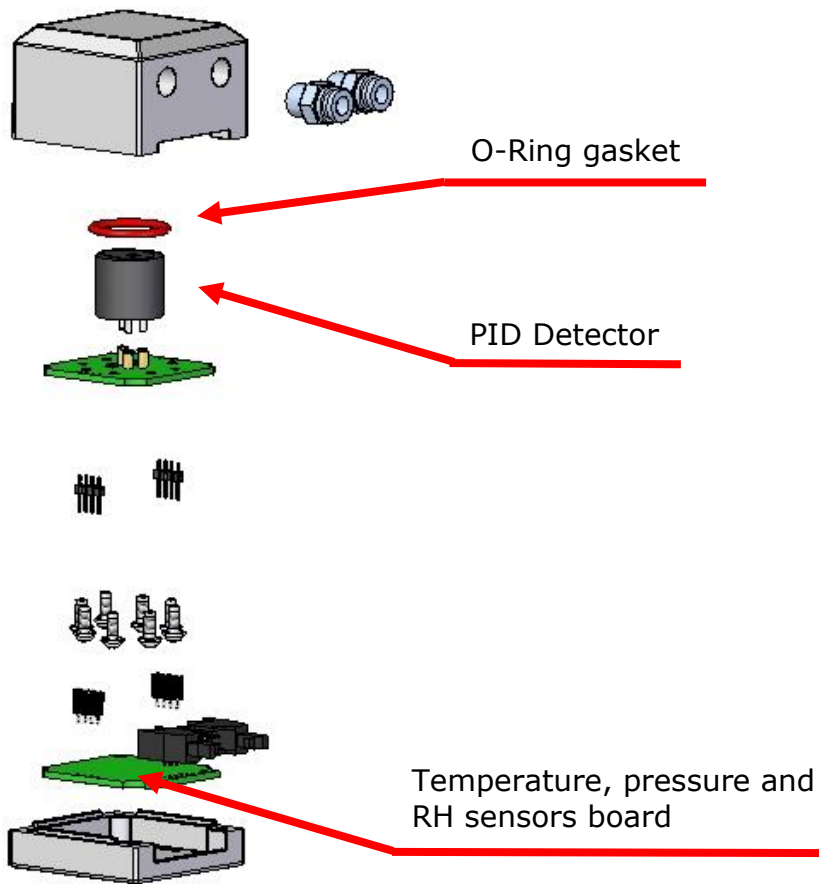 O-Ring gasket
PID Detector
Temperature, pressure and
RH sensors board